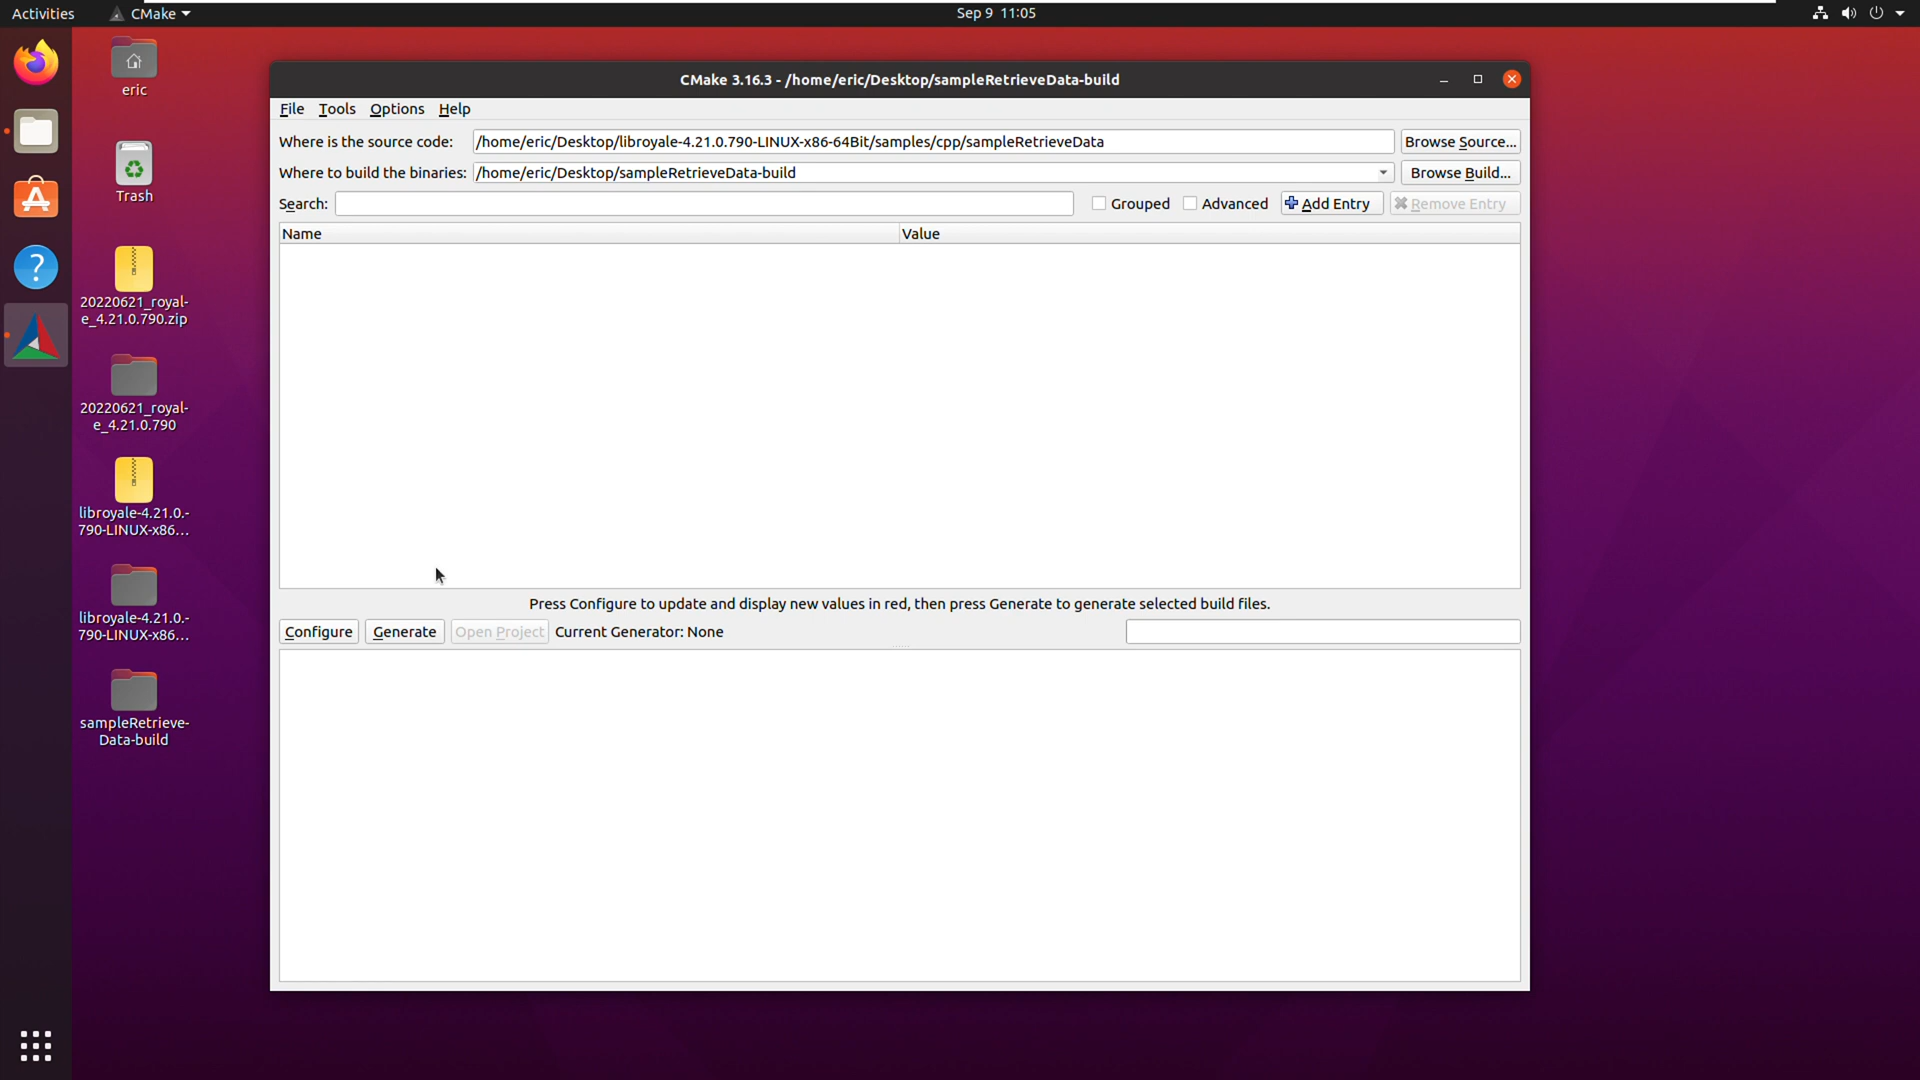 Activities
CMake
Sep 9 11:05
eric
Trash
20220621_royal-
e_4.21.0.790.zip
20220621_royal-
e_4.21.0.790
libroyale-4.21.0.-
790-LINUX-x86...
libroyale-4.21.0.-
790-LINUX-x86...
sampleRetrieve-
Data-build
CMake 3.16.3 - /home/eric/Desktop/sampleRetrieveData-build
File Tools Options Help
Where is the source code: /home/eric/Desktop/libroyale-4.21.0.790-LINUX-x86-64Bit/samples/cpp/sampleRetrieveData Browse Source...
Where to build the binaries: /home/eric/Desktop/sampleRetrieveData-build Browse Build...
Search: Grouped Advanced Add Entry Remove Entry
Name Value
Press Configure to update and display new values in red, then press Generate to generate selected build files.
Configure Generate Open Project Current Generator: None